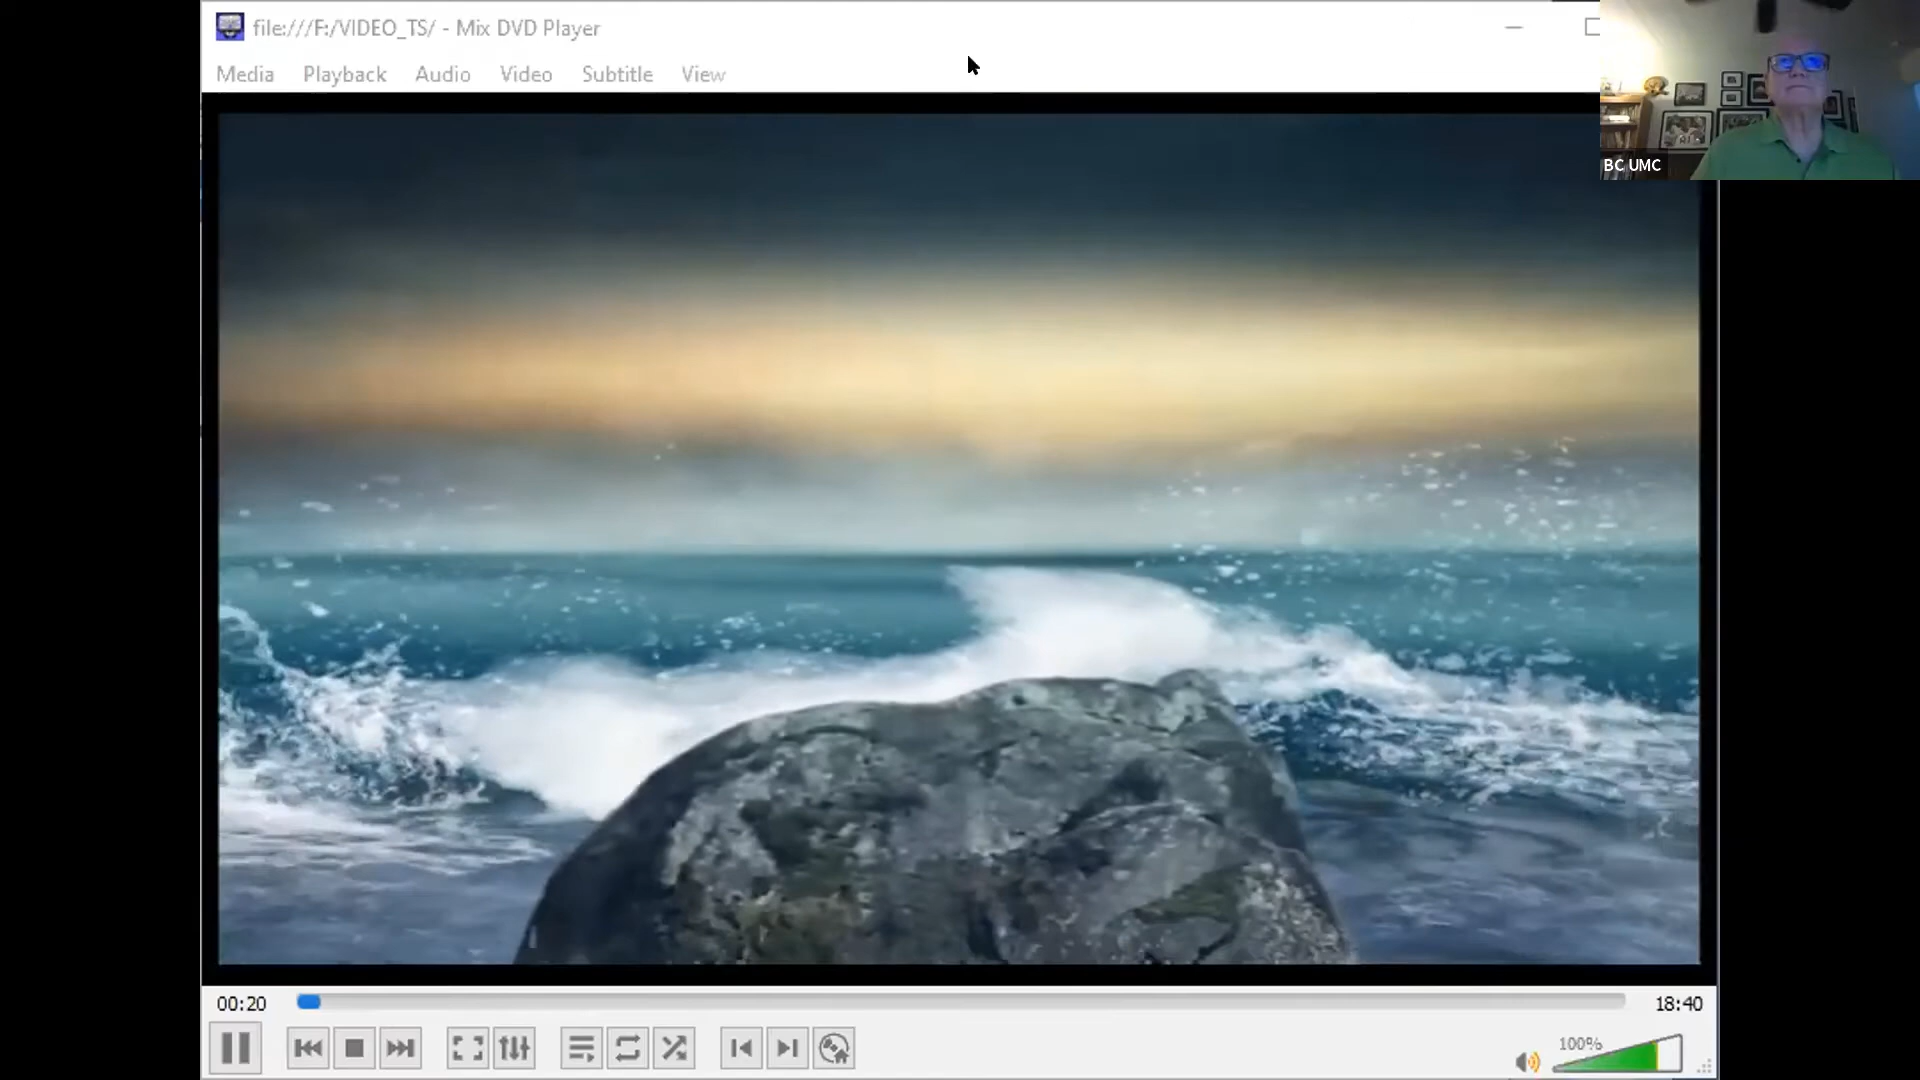 file:///F:/VIDEO_TS/ - Mix DVD Player
Media Playback Audio Video Subtitle View
BC UMC
00:20
18:40
100%